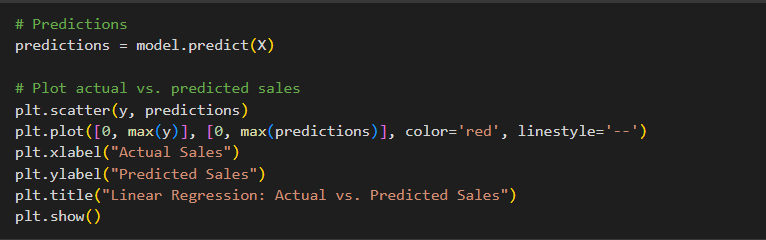 # Predictions
predictions = model.predict(X)
# Plot actual vs. predicted sales
plt.scatter(y, predictions)
plt.plot([0, max(y)], [0, max(predictions)], color='red', linestyle='--')
plt.xlabel("Actual Sales")
plt.ylabel("Predicted Sales")
plt.title("Linear Regression: Actual vs. Predicted Sales")
plt.show()